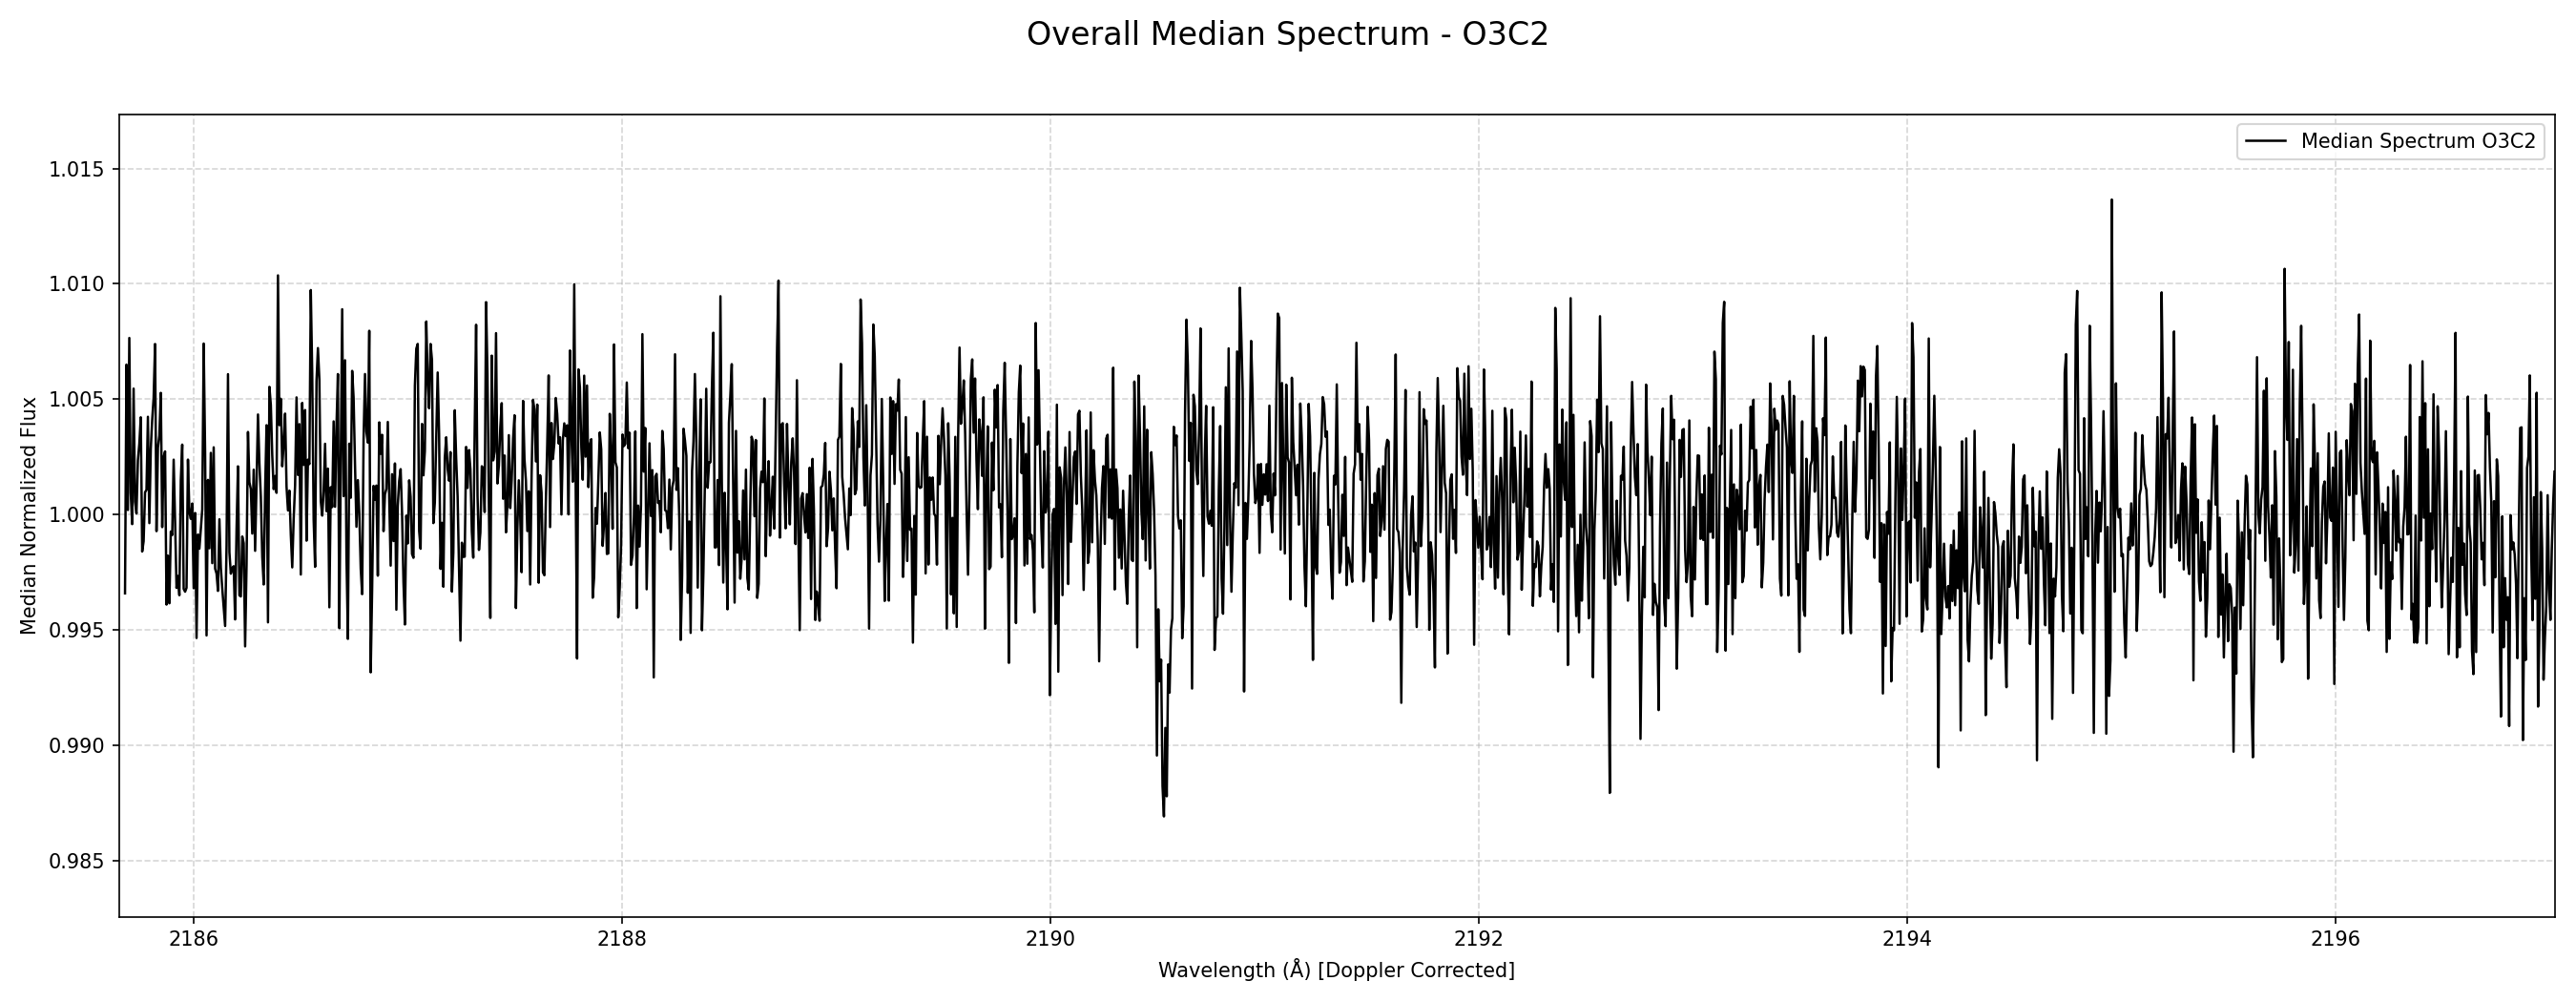 Overall Median Spectrum - O3C2
Median Spectrum O3C2
Median Normalized Flux
1.015
1.010
1.005
1.000
0.995
0.990
0.985
2186 2188 2190 2192 2194 2196
Wavelength (Å) [Doppler Corrected]